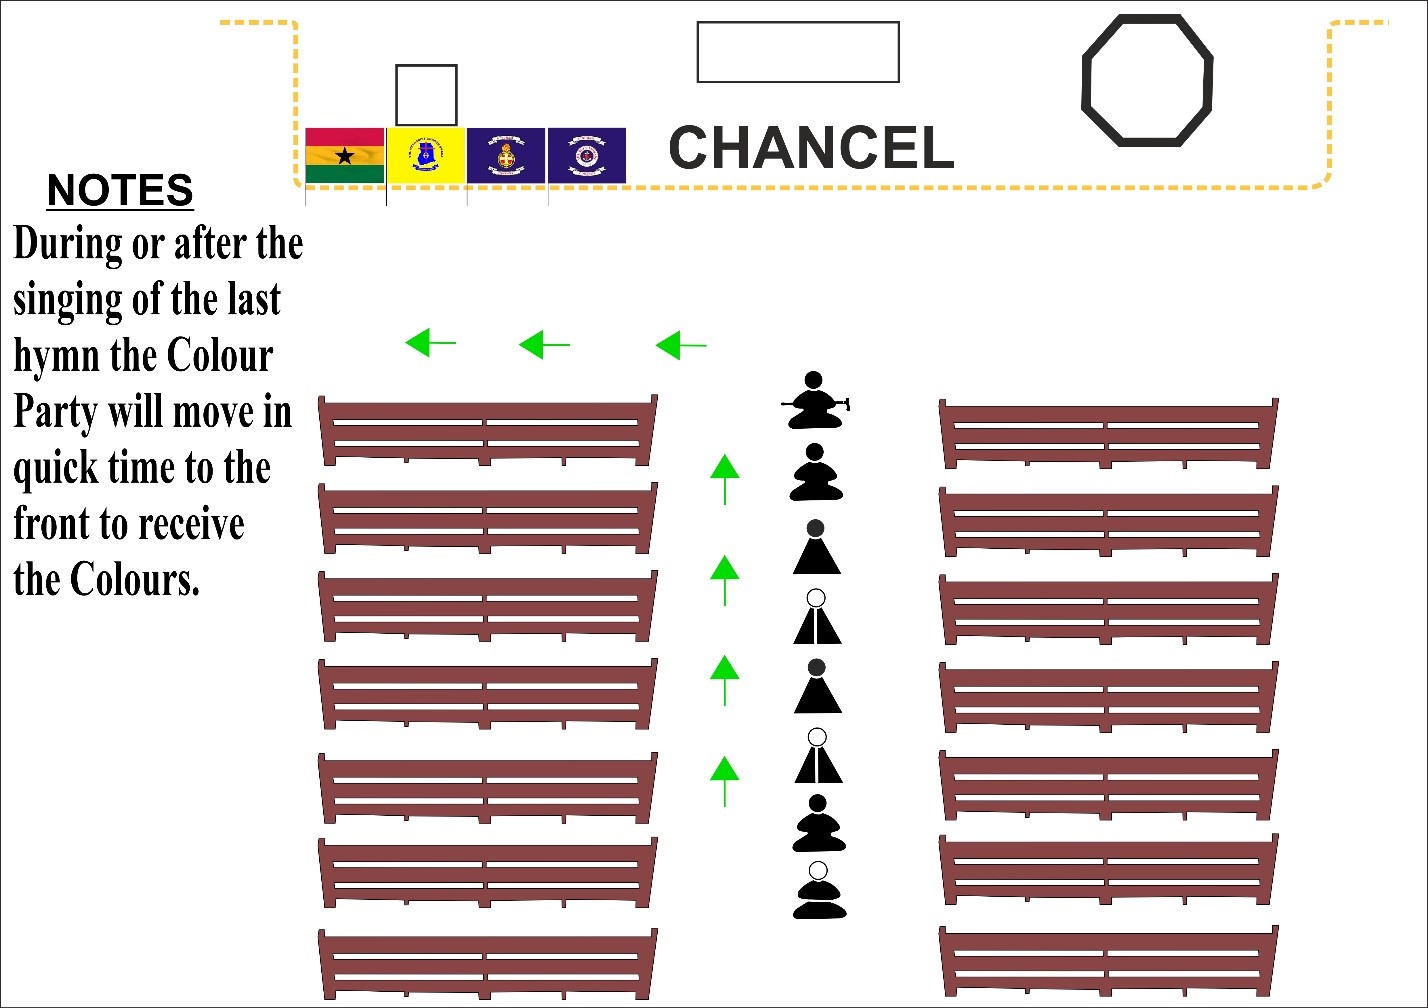 CHANCEL
NOTES
During or after the
singing of the last
hymn the Colour
Party will move in
quick time to the
front to receive
the Colours.